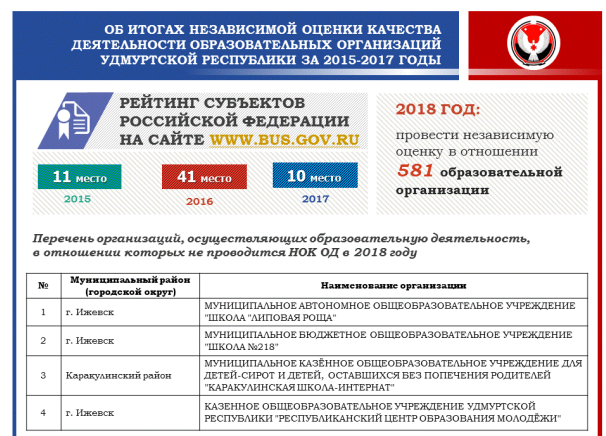 ОБ ИТОГАХ НЕЗАВИСИМОЙ ОЦЕНКИ КАЧЕСТВА
ДЕЯТЕЛЬНОСТИ ОБРАЗОВАТЕЛЬНЫХ ОРГАНИЗАЦИЙ
УДМУРТСКОЙ РЕСПУБЛИКИ ЗА 2015-2017 ГОДЫ
РЕЙТИНГ СУБЪЕКТОВ
РОССИЙСКОЙ ФЕДЕРАЦИИ
НА САЙТЕ WWW.BUS.GOV.RU
11 место
2015
41 место
2016
10 место
2017
2018 ГОД:
провести независимую
оценку в отношении
581 образовательной
организации
Перечень организаций, осуществляющих образовательную деятельность,
в отношении которых не проводится НОК ОД в 2018 году
№
Муниципальный район
(городской округ)
Наименование организации
1
г. Ижевск
МУНИЦИПАЛЬНОЕ АВТОНОМНОЕ ОБЩЕОБРАЗОВАТЕЛЬНОЕ УЧРЕЖДЕНИЕ
"ШКОЛА "ЛИПОВАЯ РОЩА"
2
г. Ижевск
МУНИЦИПАЛЬНОЕ БЮДЖЕТНОЕ ОБЩЕОБРАЗОВАТЕЛЬНОЕ УЧРЕЖДЕНИЕ
"ШКОЛА №218"
3
Каракулинский район
МУНИЦИПАЛЬНОЕ КАЗЁННОЕ ОБЩЕОБРАЗОВАТЕЛЬНОЕ УЧРЕЖДЕНИЕ ДЛЯ
ДЕТЕЙ-СИРОТ И ДЕТЕЙ, ОСТАВШИХСЯ БЕЗ ПОПЕЧЕНИЯ РОДИТЕЛЕЙ
"КАРАКУЛИНСКАЯ ШКОЛА-ИНТЕРНАТ"
4
г. Ижевск
КАЗЕННОЕ ОБЩЕОБРАЗОВАТЕЛЬНОЕ УЧРЕЖДЕНИЕ УДМУРТСКОЙ
РЕСПУБЛИКИ "РЕСПУБЛИКАНСКИЙ ЦЕНТР ОБРАЗОВАНИЯ МОЛОДЁЖИ"